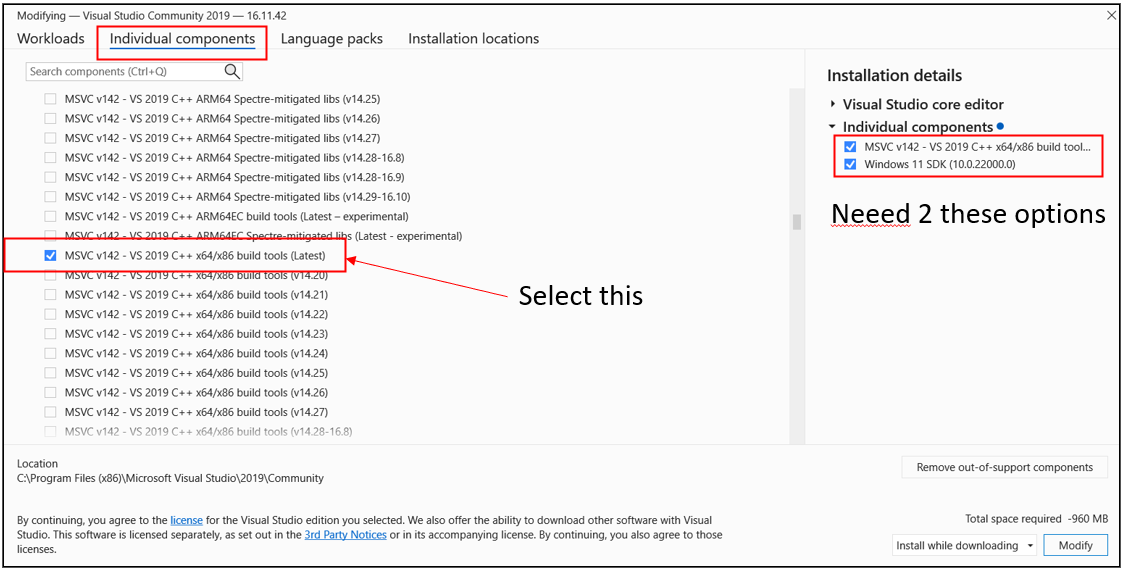 Modifying — Visual Studio Community 2019 — 16.11.42
Workloads Individual components Language packs Installation locations
Search components (Ctrl+Q)
MSVC v142 - VS 2019 C++ ARM64 Spectre-mitigated libs (v14.25)
MSVC v142 - VS 2019 C++ ARM64 Spectre-mitigated libs (v14.26)
MSVC v142 - VS 2019 C++ ARM64 Spectre-mitigated libs (v14.27)
MSVC v142 - VS 2019 C++ ARM64 Spectre-mitigated libs (v14.28-16.8)
MSVC v142 - VS 2019 C++ ARM64 Spectre-mitigated libs (v14.28-16.9)
MSVC v142 - VS 2019 C++ ARM64 Spectre-mitigated libs (v14.29-16.10)
MSVC v142 - VS 2019 C++ ARM64EC build tools (Latest – experimental)
MSVC v142 - VS 2019 C++ ARM64EC Spectre-mitigated libs (Latest - experimental)
MSVC v142 - VS 2019 C++ x64/x86 build tools (Latest)
MSVC v142 - VS 2019 C++ x64/x86 build tools (v14.20)
MSVC v142 - VS 2019 C++ x64/x86 build tools (v14.21)
MSVC v142 - VS 2019 C++ x64/x86 build tools (v14.22)
MSVC v142 - VS 2019 C++ x64/x86 build tools (v14.23)
MSVC v142 - VS 2019 C++ x64/x86 build tools (v14.24)
MSVC v142 - VS 2019 C++ x64/x86 build tools (v14.25)
MSVC v142 - VS 2019 C++ x64/x86 build tools (v14.26)
MSVC v142 - VS 2019 C++ x64/x86 build tools (v14.27)
MSVC v142 - VS 2019 C++ x64/x86 build tools (v14.28-16.8)
Select this
Installation details
Visual Studio core editor
Individual components
MSVC v142 - VS 2019 C++ x64/x86 build tool...
Windows 11 SDK (10.0.22000.0)
Neeed 2 these options
Location
C:\Program Files (x86)\Microsoft Visual Studio\2019\Community
Remove out-of-support components
By continuing, you agree to the license for the Visual Studio edition you selected. We also offer the ability to download other software with Visual
Studio. This software is licensed separately, as set out in the 3rd Party Notices or in its accompanying license. By continuing, you also agree to those
licenses.
Total space required -960 MB
Install while downloading Modify